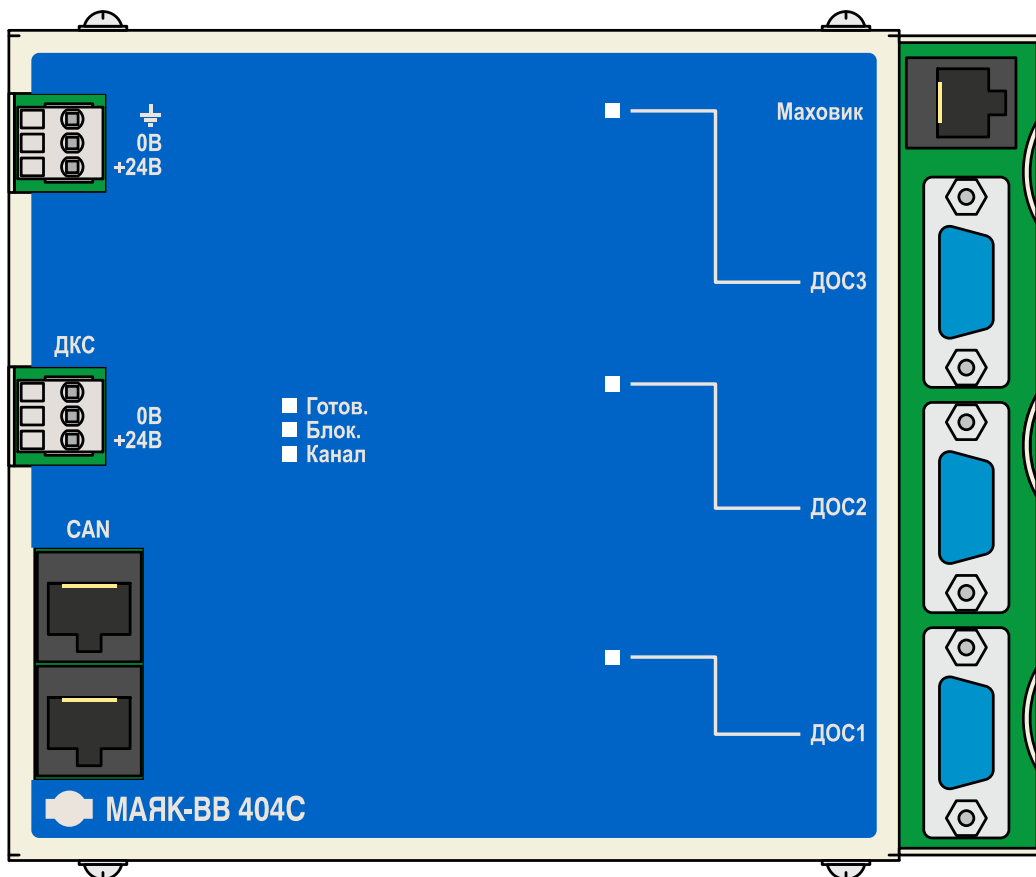 0В
+24В
Маховик
ДОС3
ДКС
0В
+24В
Готов.
Блок.
Канал
ДОС2
CAN
ДОС1
МАЯК-ВВ 404С